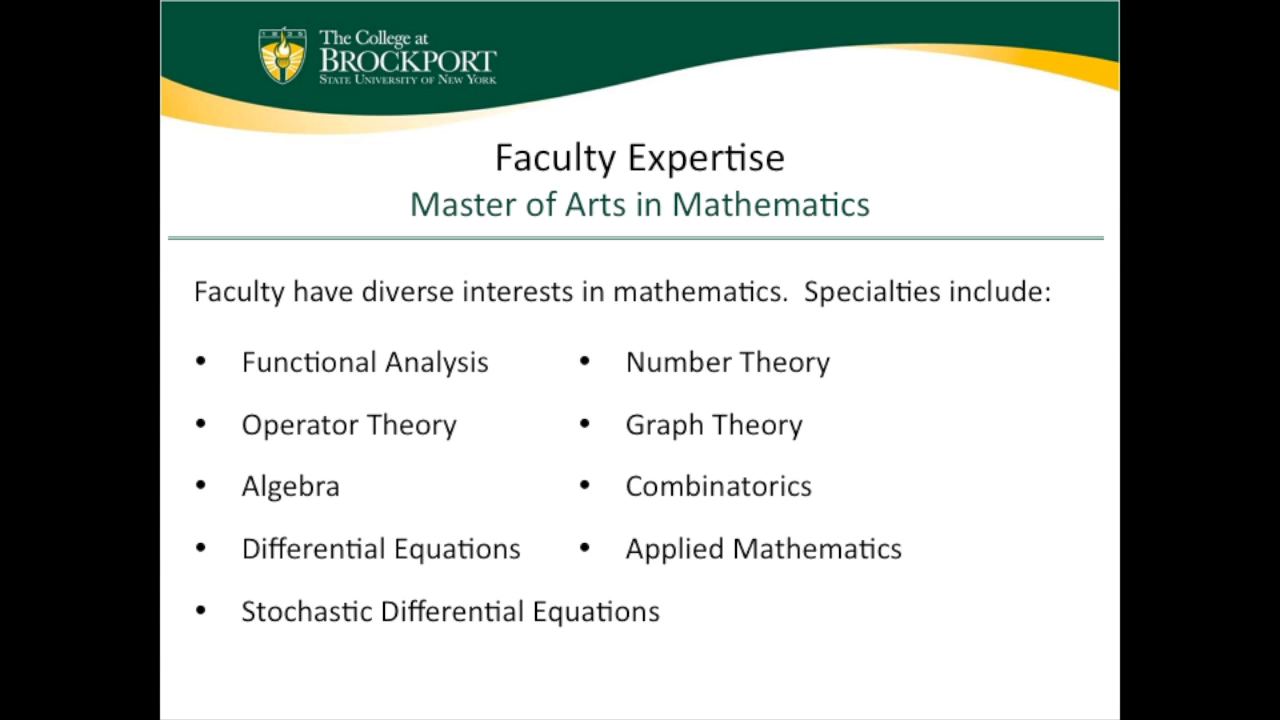 The College at
BROCKPORT
STATE UNIVERSITY OF NEW YORK
Faculty Expertise
Master of Arts in Mathematics
Faculty have diverse interests in mathematics.  Specialties include:
• Functional Analysis
• Operator Theory
• Algebra
• Differential Equations
• Stochastic Differential Equations
• Number Theory
• Graph Theory
• Combinatorics
• Applied Mathematics